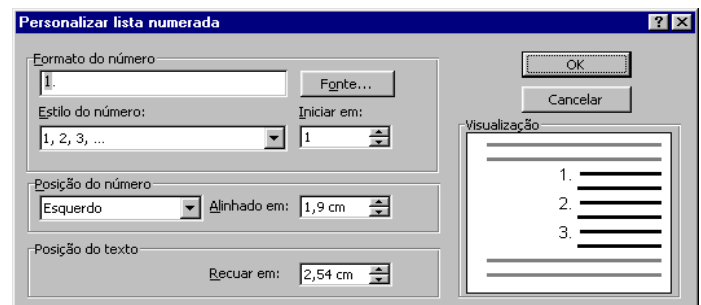 Personalizar lista numerada
Formato do número
1.
Fonte...
Estilo do número:
Iniciar em:
1, 2, 3, ...
1
Posição do número
Esquerdo
Alinhado em:
1,9 cm
Posição do texto
Recuar em:
2,54 cm
OK
Cancelar
Visualização
1.
2.
3.